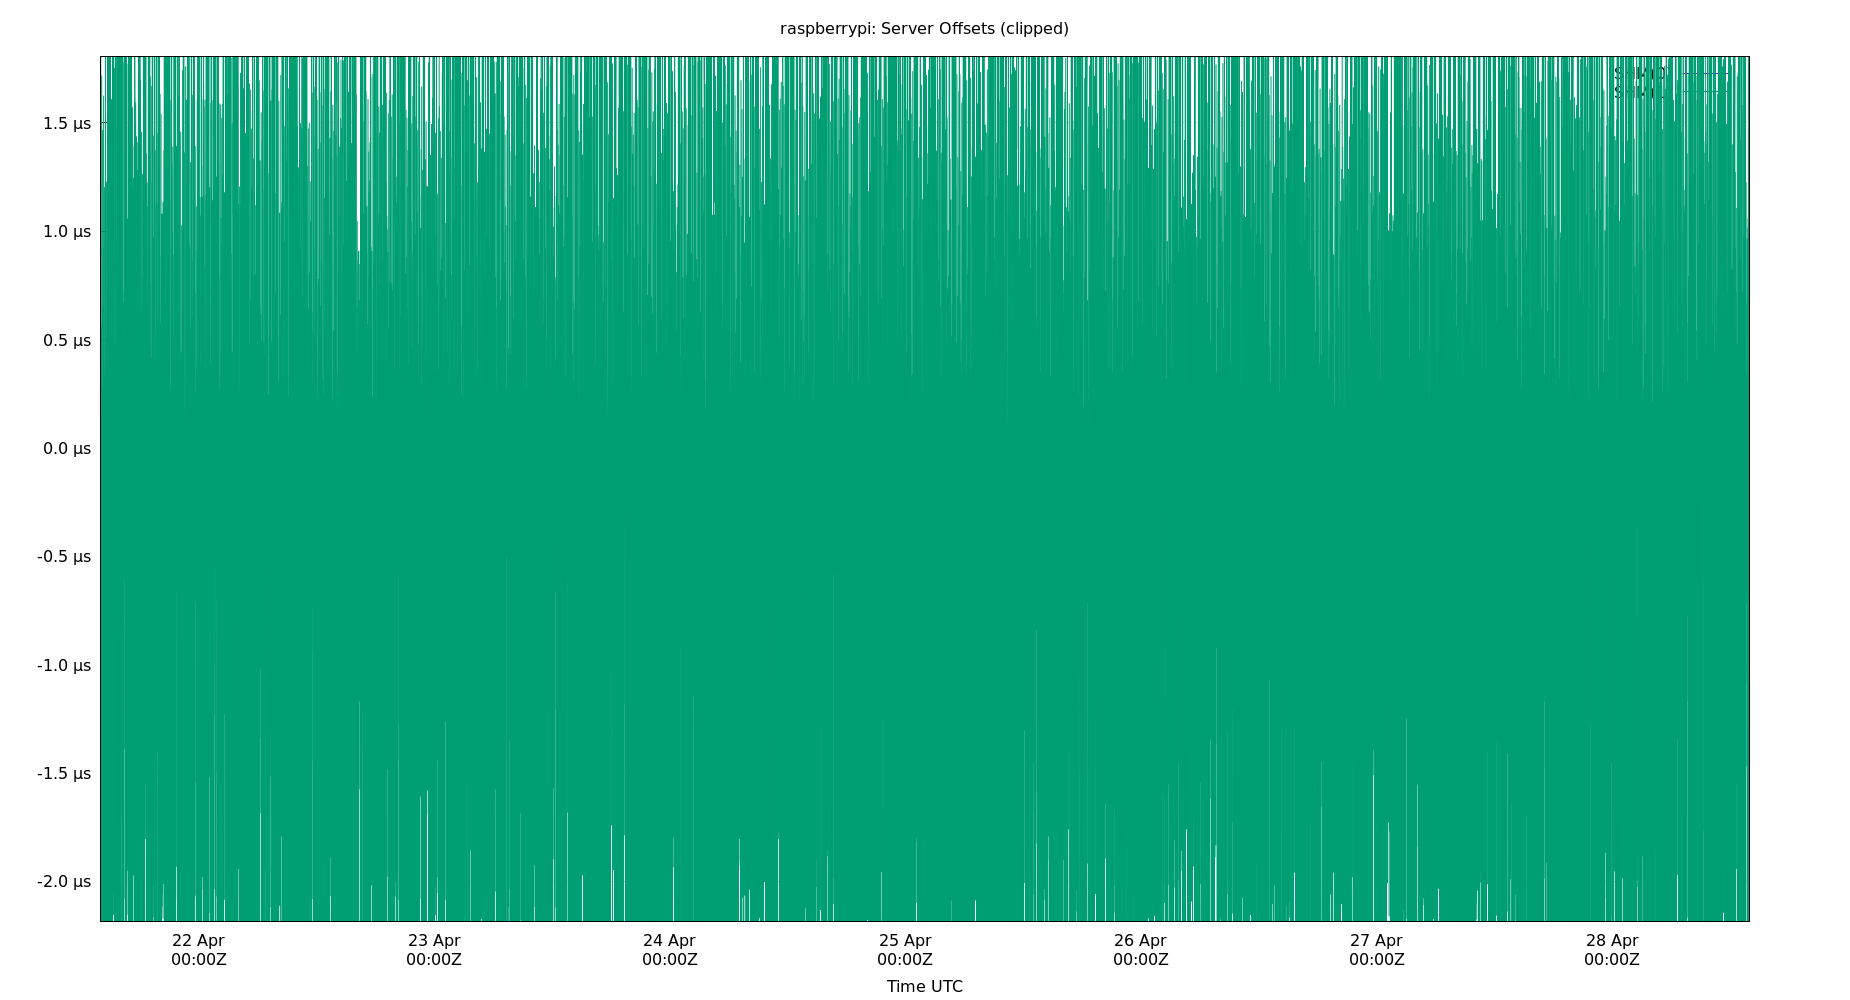 raspberrypi: Server Offsets (clipped)
1.5 µs
1.0 µs
0.5 µs
0.0 µs
-0.5 µs
-1.0 µs
-1.5 µs
-2.0 µs
22 Apr
00:00Z
23 Apr
00:00Z
24 Apr
00:00Z
25 Apr
00:00Z
26 Apr
00:00Z
27 Apr
00:00Z
28 Apr
00:00Z
Time UTC